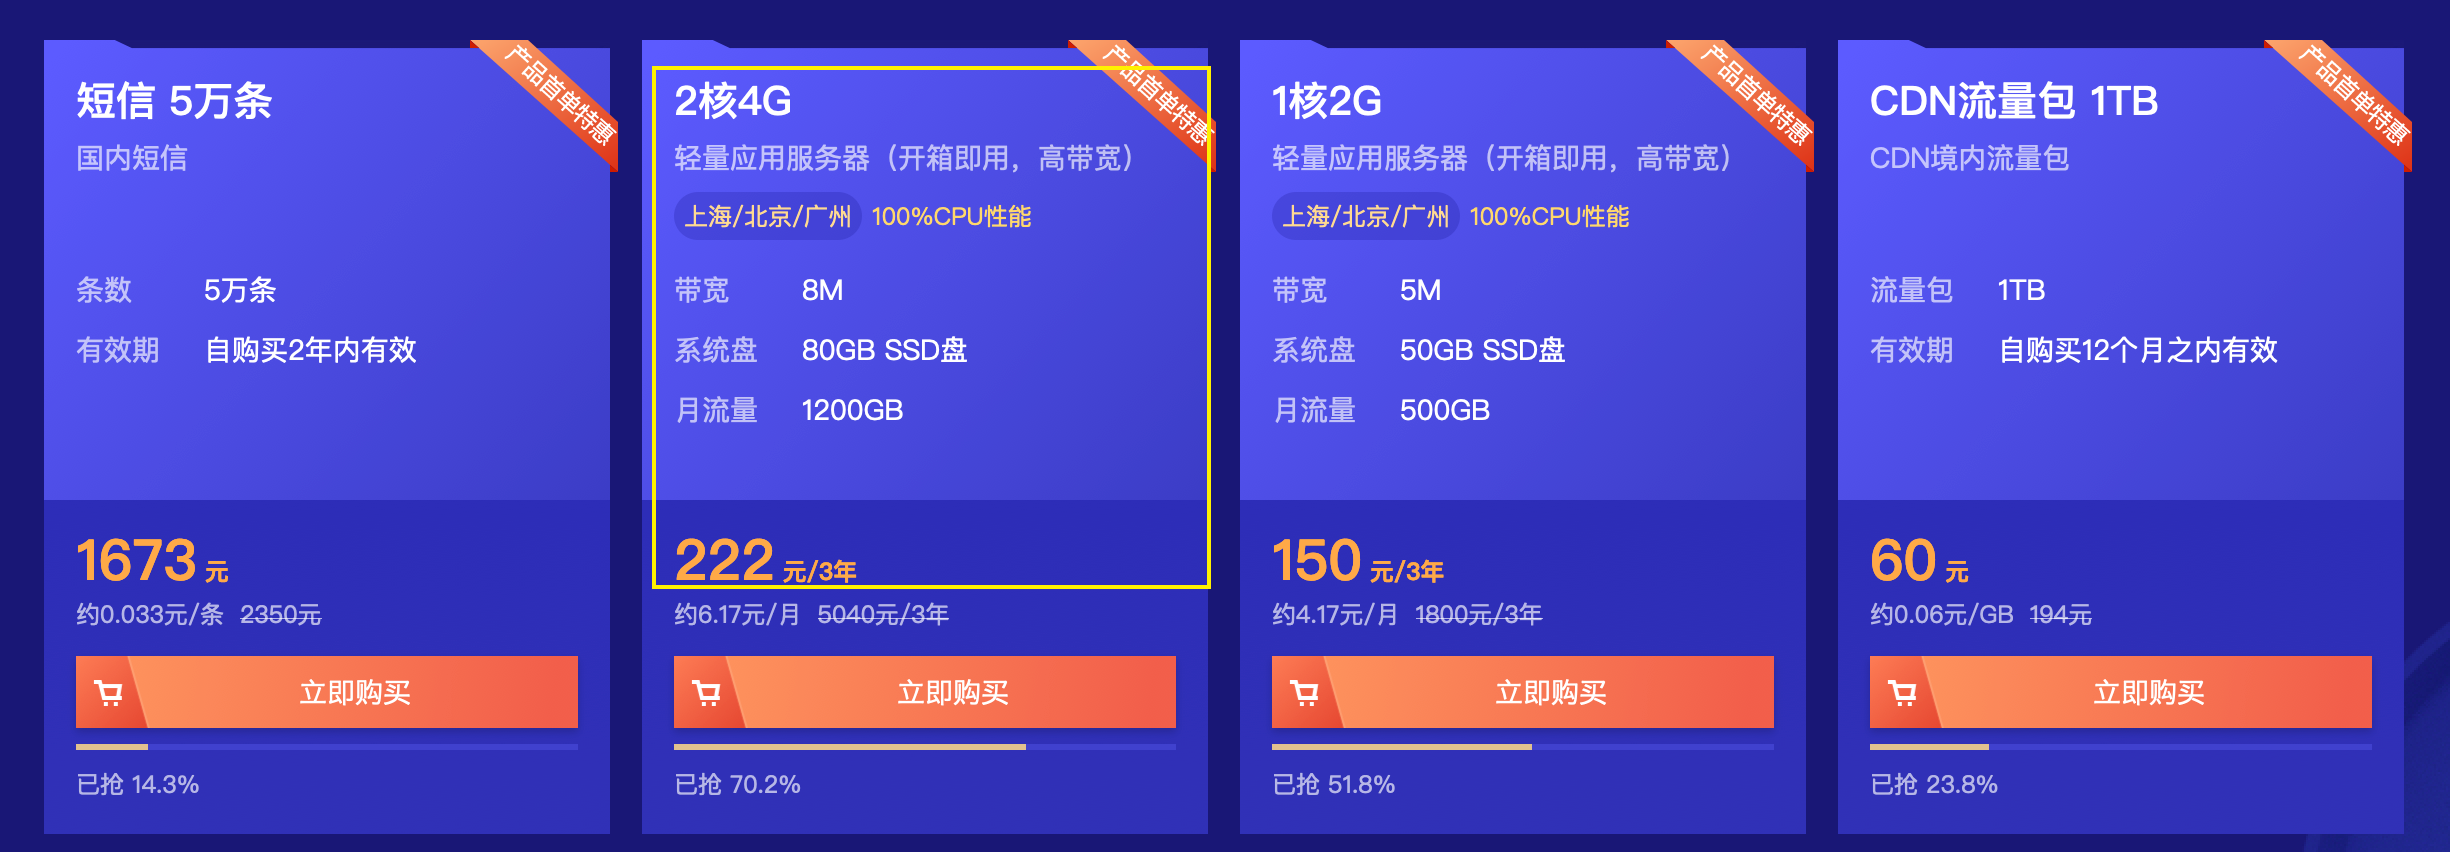 产品首单特惠
短信 5万条
国内短信
条数 5万条
有效期 自购买2年内有效
1673 元
约0.033元/条 2350元
立即购买
已抢 14.3%
产品首单特惠
2核4G
轻量应用服务器（开箱即用，高带宽）
上海/北京/广州 100%CPU性能
带宽 8M
系统盘 80GB SSD盘
月流量 1200GB
222 元/3年
约6.17元/月 5040元/3年
立即购买
已抢 70.2%
产品首单特惠
1核2G
轻量应用服务器（开箱即用，高带宽）
上海/北京/广州 100%CPU性能
带宽 5M
系统盘 50GB SSD盘
月流量 500GB
150 元/3年
约4.17元/月 1800元/3年
立即购买
已抢 51.8%
产品首单特惠
CDN流量包 1TB
CDN境内流量包
流量包 1TB
有效期 自购买12个月之内有效
60 元
约0.06元/GB 194元
立即购买
已抢 23.8%